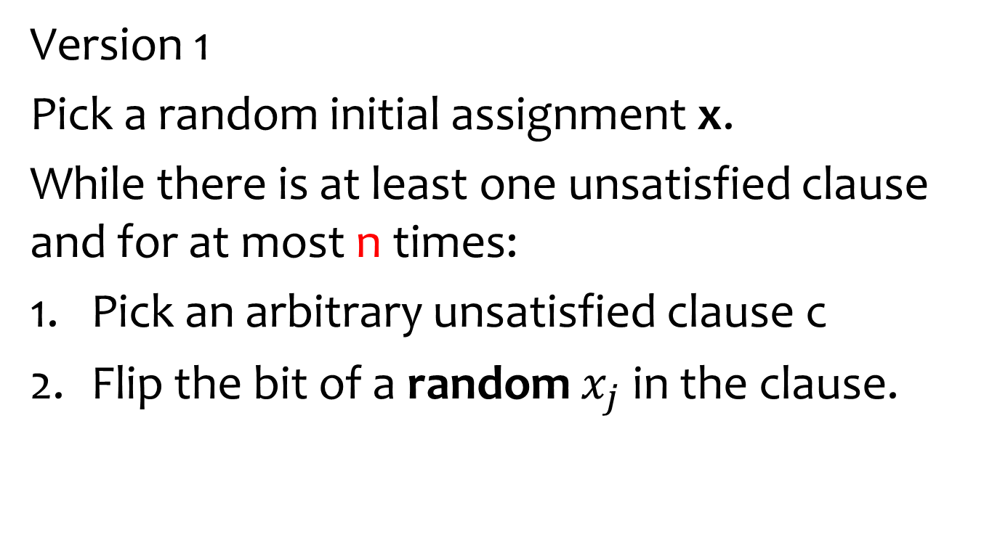 Version 1
Pick a random initial assignment x.
While there is at least one unsatisfied clause
and for at most n times:
1. Pick an arbitrary unsatisfied clause c
2. Flip the bit of a random xⱼ in the clause.